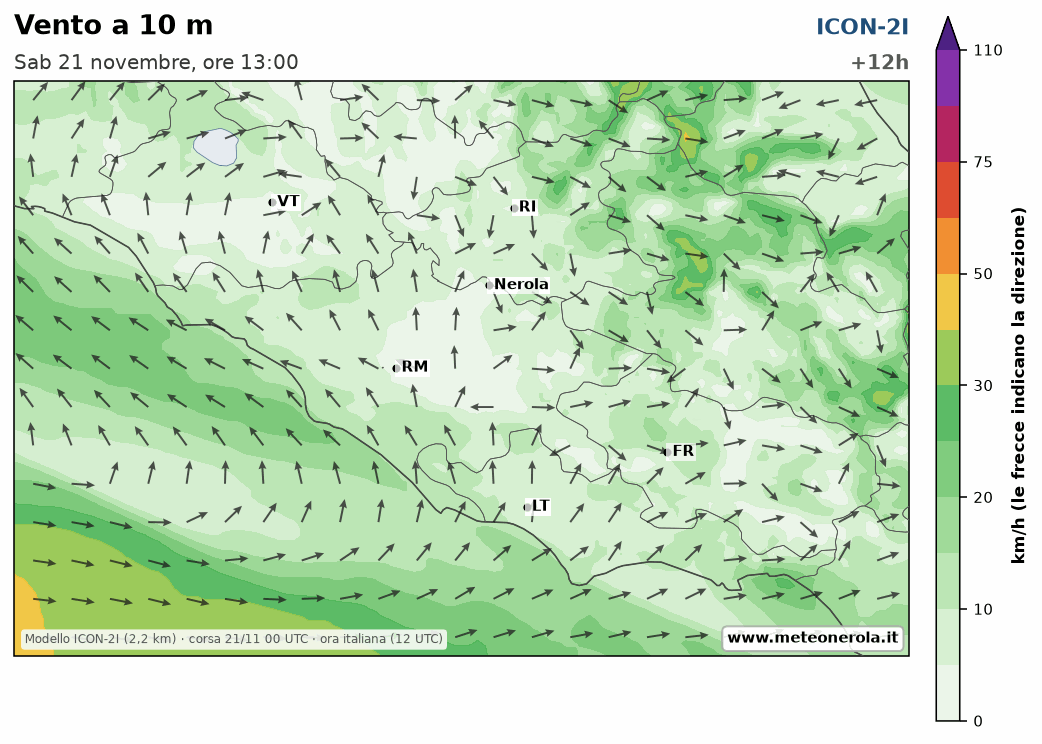 Vento a 10 m
ICON-2I
Sab 21 novembre, ore 13:00
+12h
110
75
50
30
20
10
0
km/h (le frecce indicano la direzione)
VT
RI
Nerola
RM
FR
LT
Modello ICON-2I (2,2 km) · corsa 21/11 00 UTC · ora italiana (12 UTC)
www.meteonerola.it